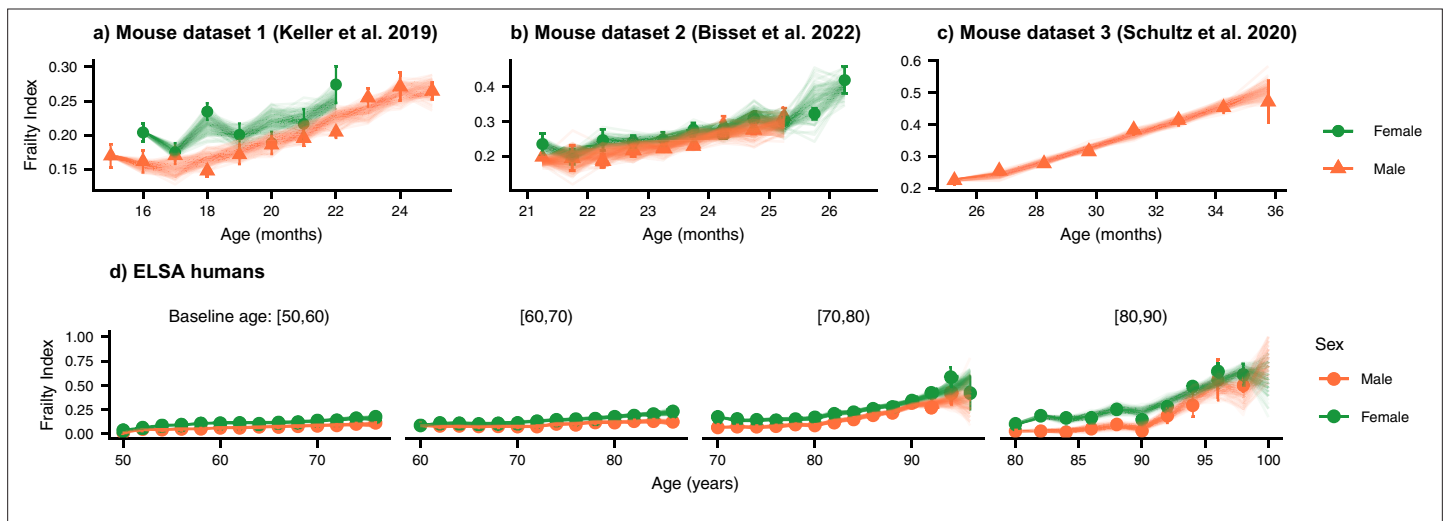 a) Mouse dataset 1 (Keller et al. 2019)
b) Mouse dataset 2 (Bisset et al. 2022)
c) Mouse dataset 3 (Schultz et al. 2020)
Frailty Index
0.30
0.25
0.20
0.15
16 18 20 22 24
Age (months)
0.4
0.3
0.2
21 22 23 24 25 26
Age (months)
0.6
0.5
0.4
0.3
0.2
26 28 30 32 34 36
Age (months)
Female
Male
d) ELSA humans
Baseline age: [50,60)
[60,70)
[70,80)
[80,90)
Frailty Index
1.00
0.75
0.50
0.25
0.00
50 60 70
60 70 80
70 80 90
80 85 90 95 100
Age (years)
Sex
Male
Female